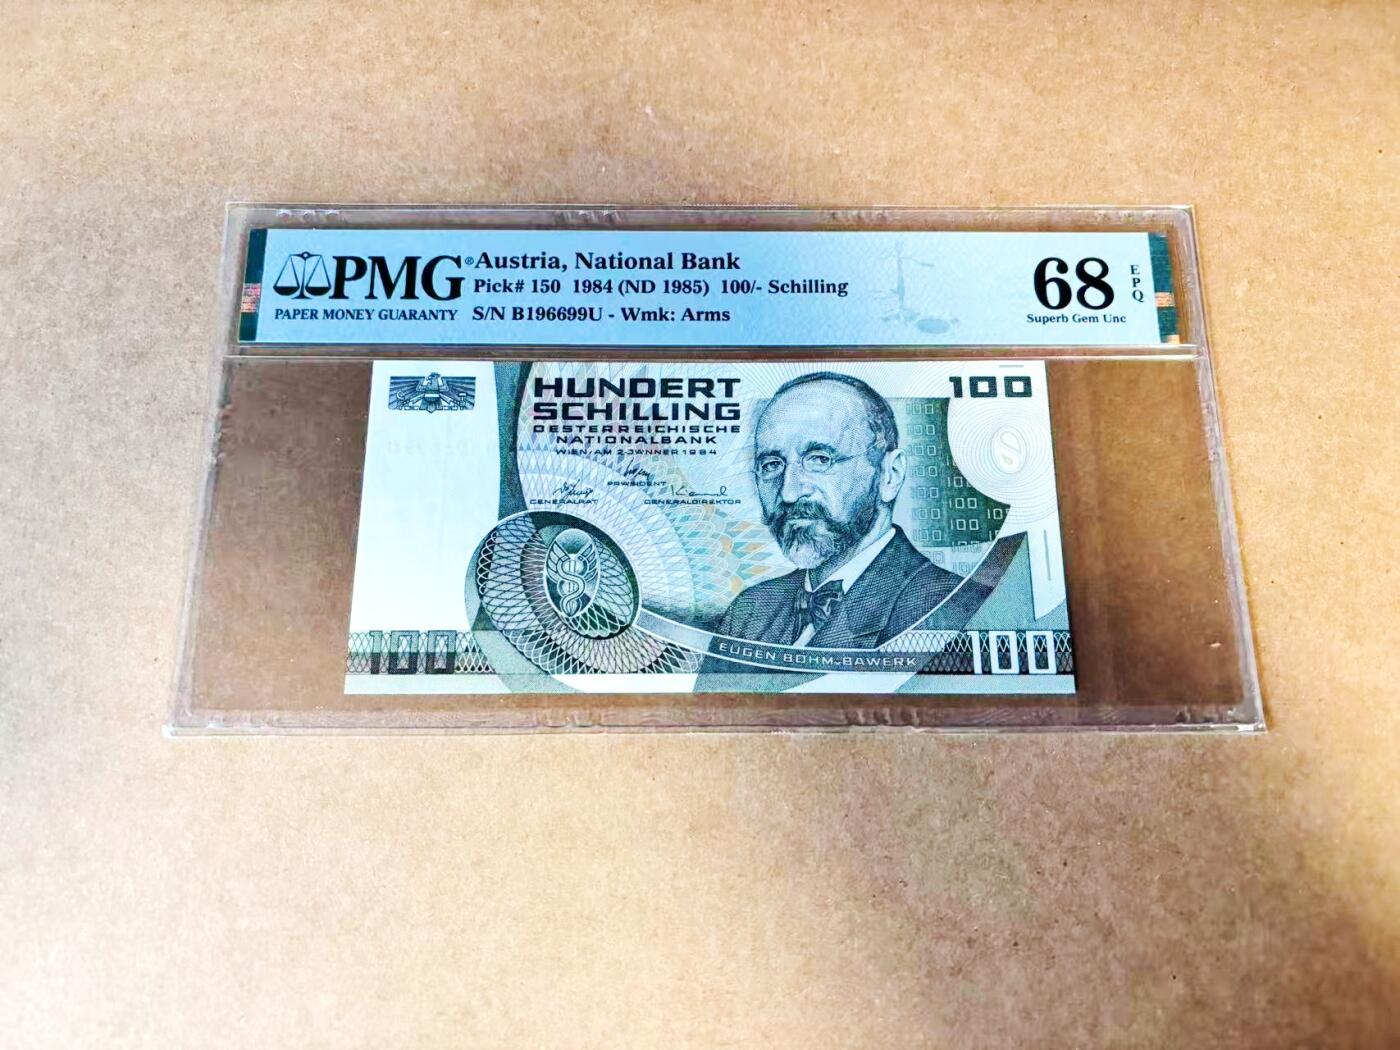 PMG®
PAPER MONEY GUARANTY
Austria, National Bank
Pick# 150 1984 (ND 1985) 100/- Schilling
S/N B196699U - Wmk: Arms
68
EPQ
Superb Gem Unc
HUNDERT
SCHILLING
OESTERREICHISCHE
NATIONALBANK
WIEN, AM 2. JÄNNER 1984
PRÄSIDENT
GENERALRAT
GENERALDIREKTOR
100
EUGEN BÖHM-BAWERK
100
100